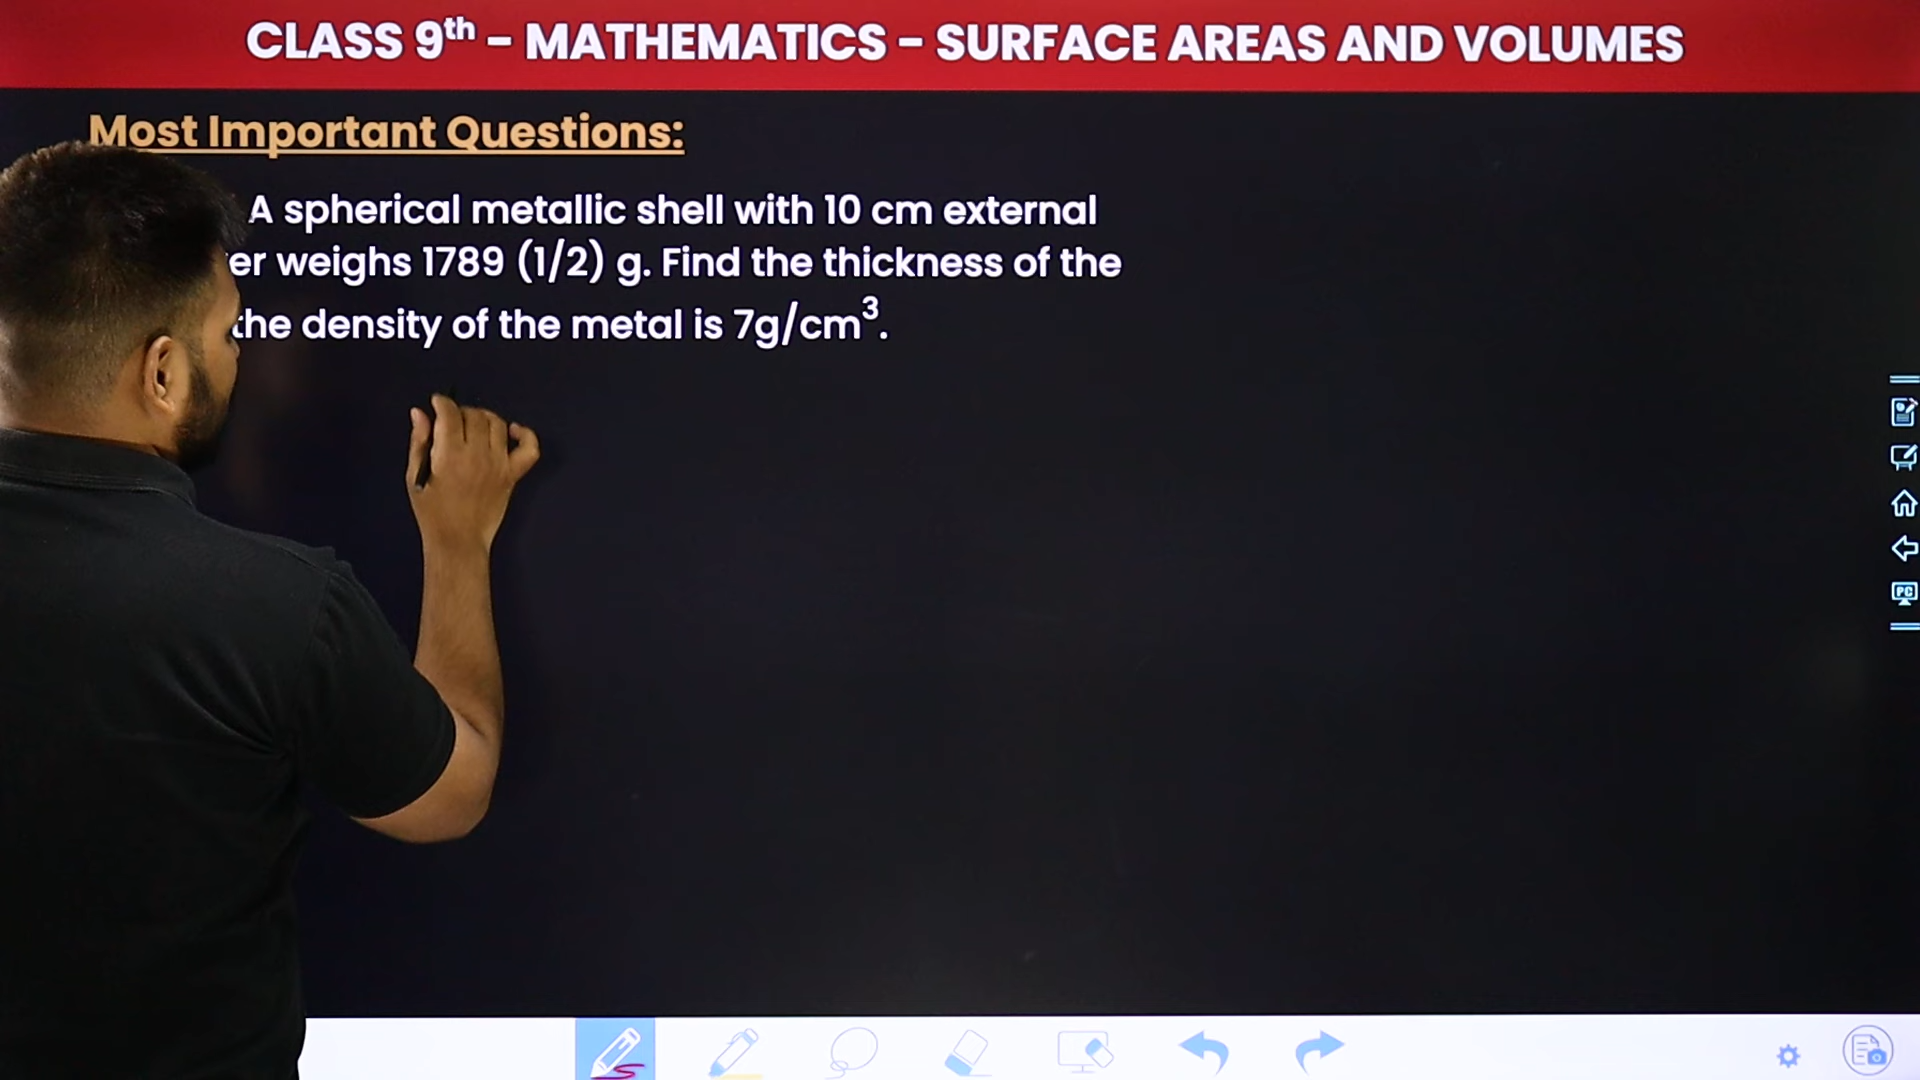 CLASS 9th - MATHEMATICS - SURFACE AREAS AND VOLUMES
Most Important Questions:
A spherical metallic shell with 10 cm external
er weighs 1789 (1/2) g. Find the thickness of the
the density of the metal is 7g/cm³.
PC